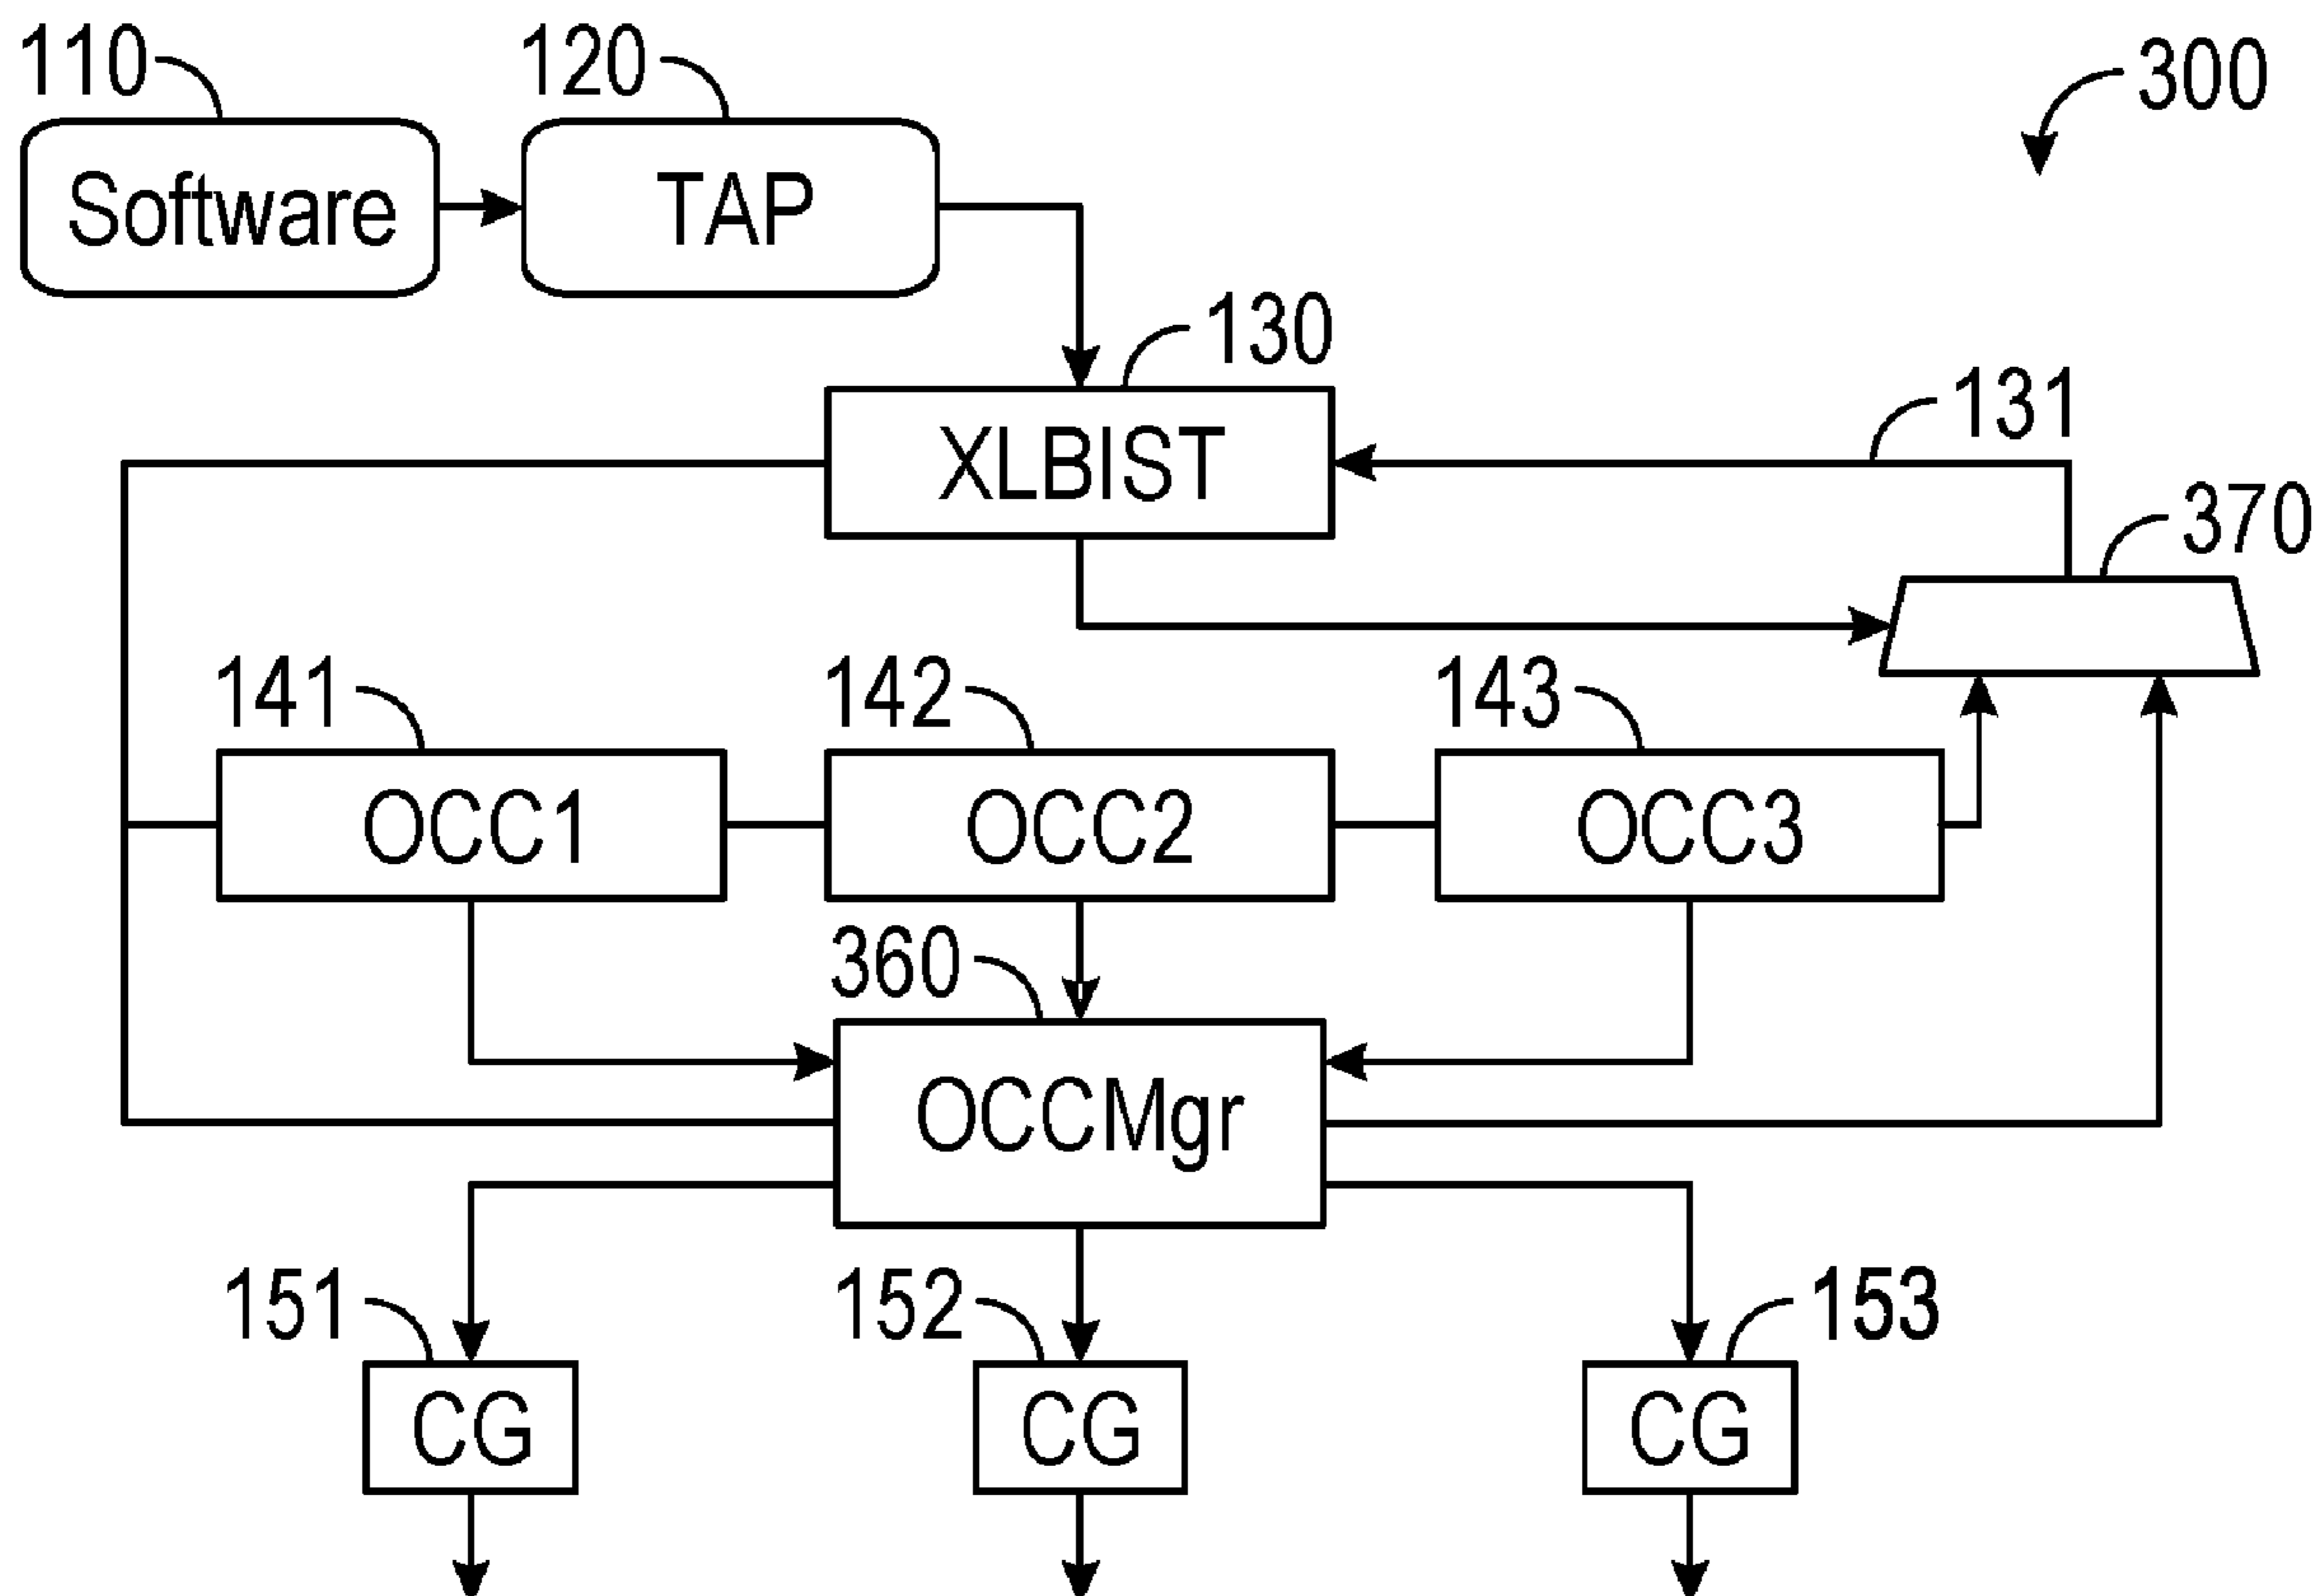 110
120
300
Software
TAP
130
131
XLBIST
370
141
142
143
OCC1
OCC2
OCC3
360
OCCMgr
151
152
153
CG
CG
CG